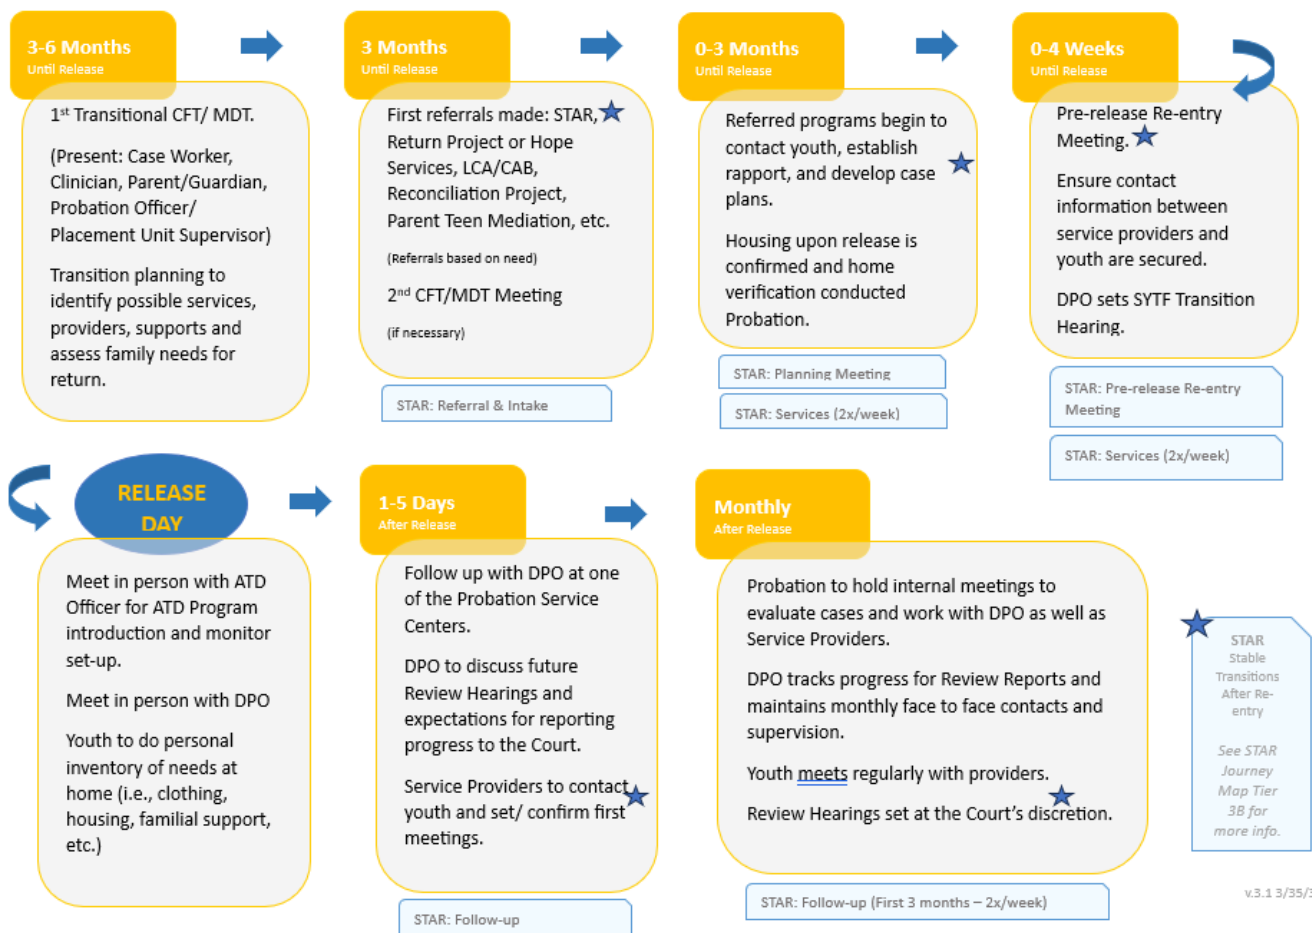 3-6 Months
Until Release
1st Transitional CFT/ MDT.
(Present: Case Worker,
Clinician, Parent/Guardian,
Probation Officer/
Placement Unit Supervisor)
Transition planning to
identify possible services,
providers, supports and
assess family needs for
return.
3 Months
Until Release
First referrals made: STAR,
Return Project or Hope
Services, LCA/CAB,
Reconciliation Project,
Parent Teen Mediation, etc.
(Referrals based on need)
2nd CFT/MDT Meeting
(if necessary)
STAR: Referral & Intake
0-3 Months
Until Release
Referred programs begin to
contact youth, establish
rapport, and develop case
plans.
Housing upon release is
confirmed and home
verification conducted
Probation.
STAR: Planning Meeting
STAR: Services (2x/week)
0-4 Weeks
Until Release
Pre-release Re-entry
Meeting.
Ensure contact
information between
service providers and
youth are secured.
DPO sets SYTF Transition
Hearing.
STAR: Pre-release Re-entry
Meeting
STAR: Services (2x/week)
RELEASE
DAY
Meet in person with ATD
Officer for ATD Program
introduction and monitor
set-up.
Meet in person with DPO
Youth to do personal
inventory of needs at
home (i.e., clothing,
housing, familial support,
etc.)
1-5 Days
After Release
Follow up with DPO at one
of the Probation Service
Centers.
DPO to discuss future
Review Hearings and
expectations for reporting
progress to the Court.
Service Providers to contact
youth and set/ confirm first
meetings.
STAR: Follow-up
Monthly
After Release
Probation to hold internal meetings to
evaluate cases and work with DPO as well as
Service Providers.
DPO tracks progress for Review Reports and
maintains monthly face to face contacts and
supervision.
Youth meets regularly with providers.
Review Hearings set at the Court's discretion.
STAR: Follow-up (First 3 months – 2x/week)
STAR
Stable
Transitions
After Re-
entry
See STAR
Journey
Map Tier
3B for
more info.
v.3.1 3/35/3